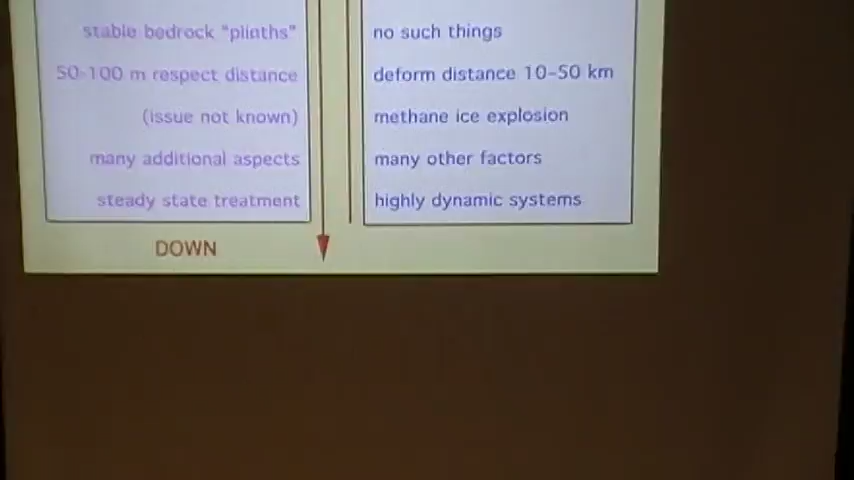 stable bedrock "plinths" no such things
50-100 m respect distance deform distance 10-50 km
(issue not known) methane ice explosion
many additional aspects many other factors
steady state treatment highly dynamic systems
DOWN